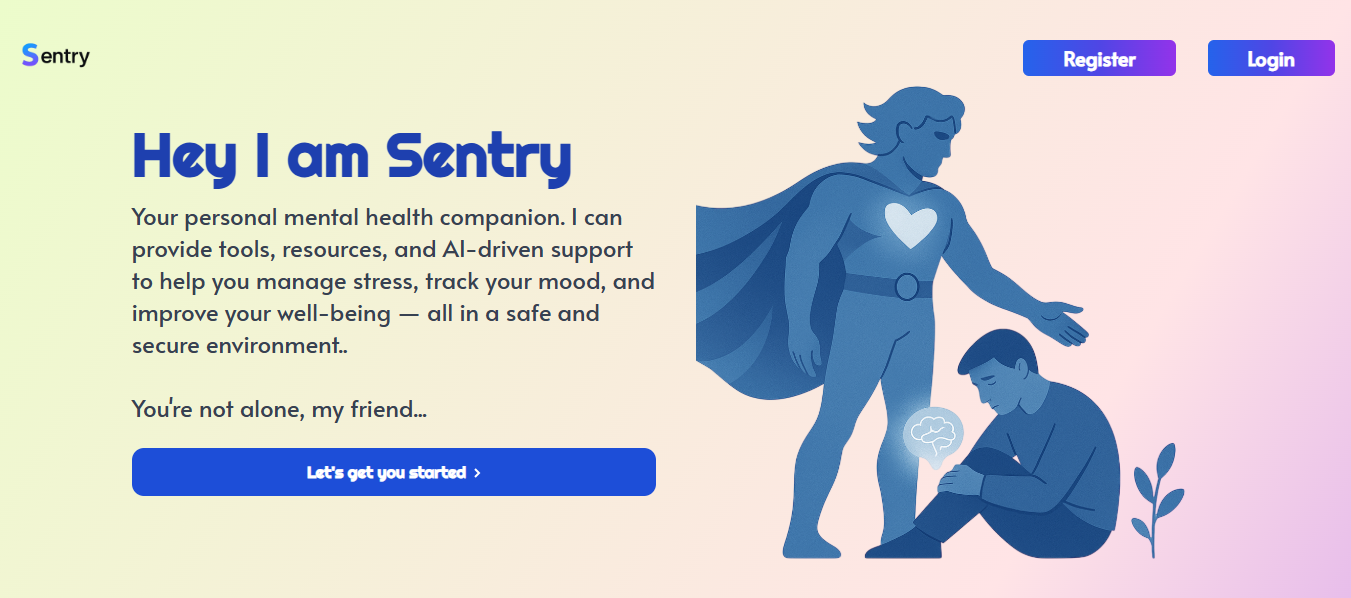 Sentry
Register
Login
Hey I am Sentry
Your personal mental health companion. I can
provide tools, resources, and AI-driven support
to help you manage stress, track your mood, and
improve your well-being — all in a safe and
secure environment..
You're not alone, my friend...
Let's get you started ›